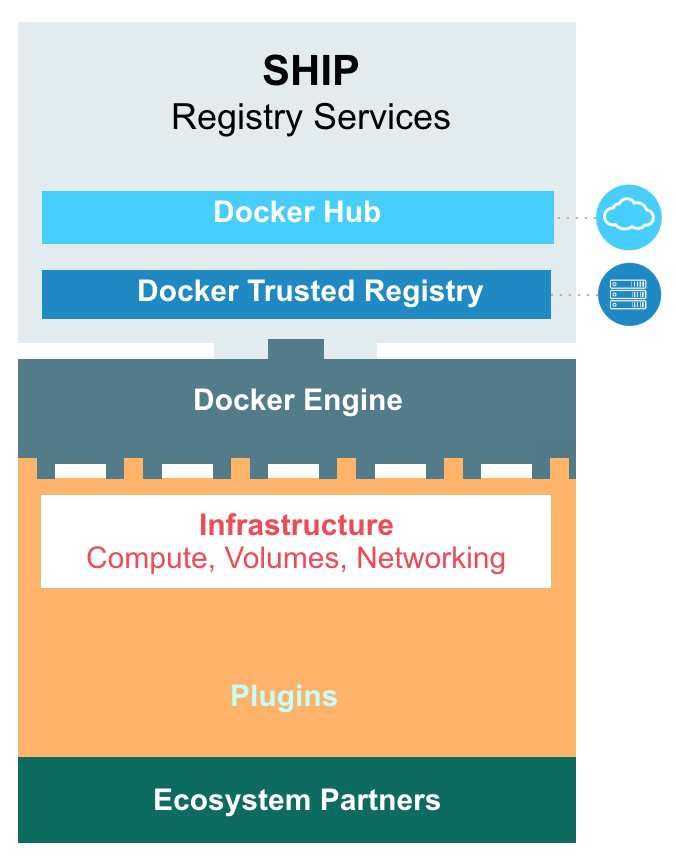 SHIP
Registry Services
Docker Hub
Docker Trusted Registry
Docker Engine
Infrastructure
Compute, Volumes, Networking
Plugins
Ecosystem Partners